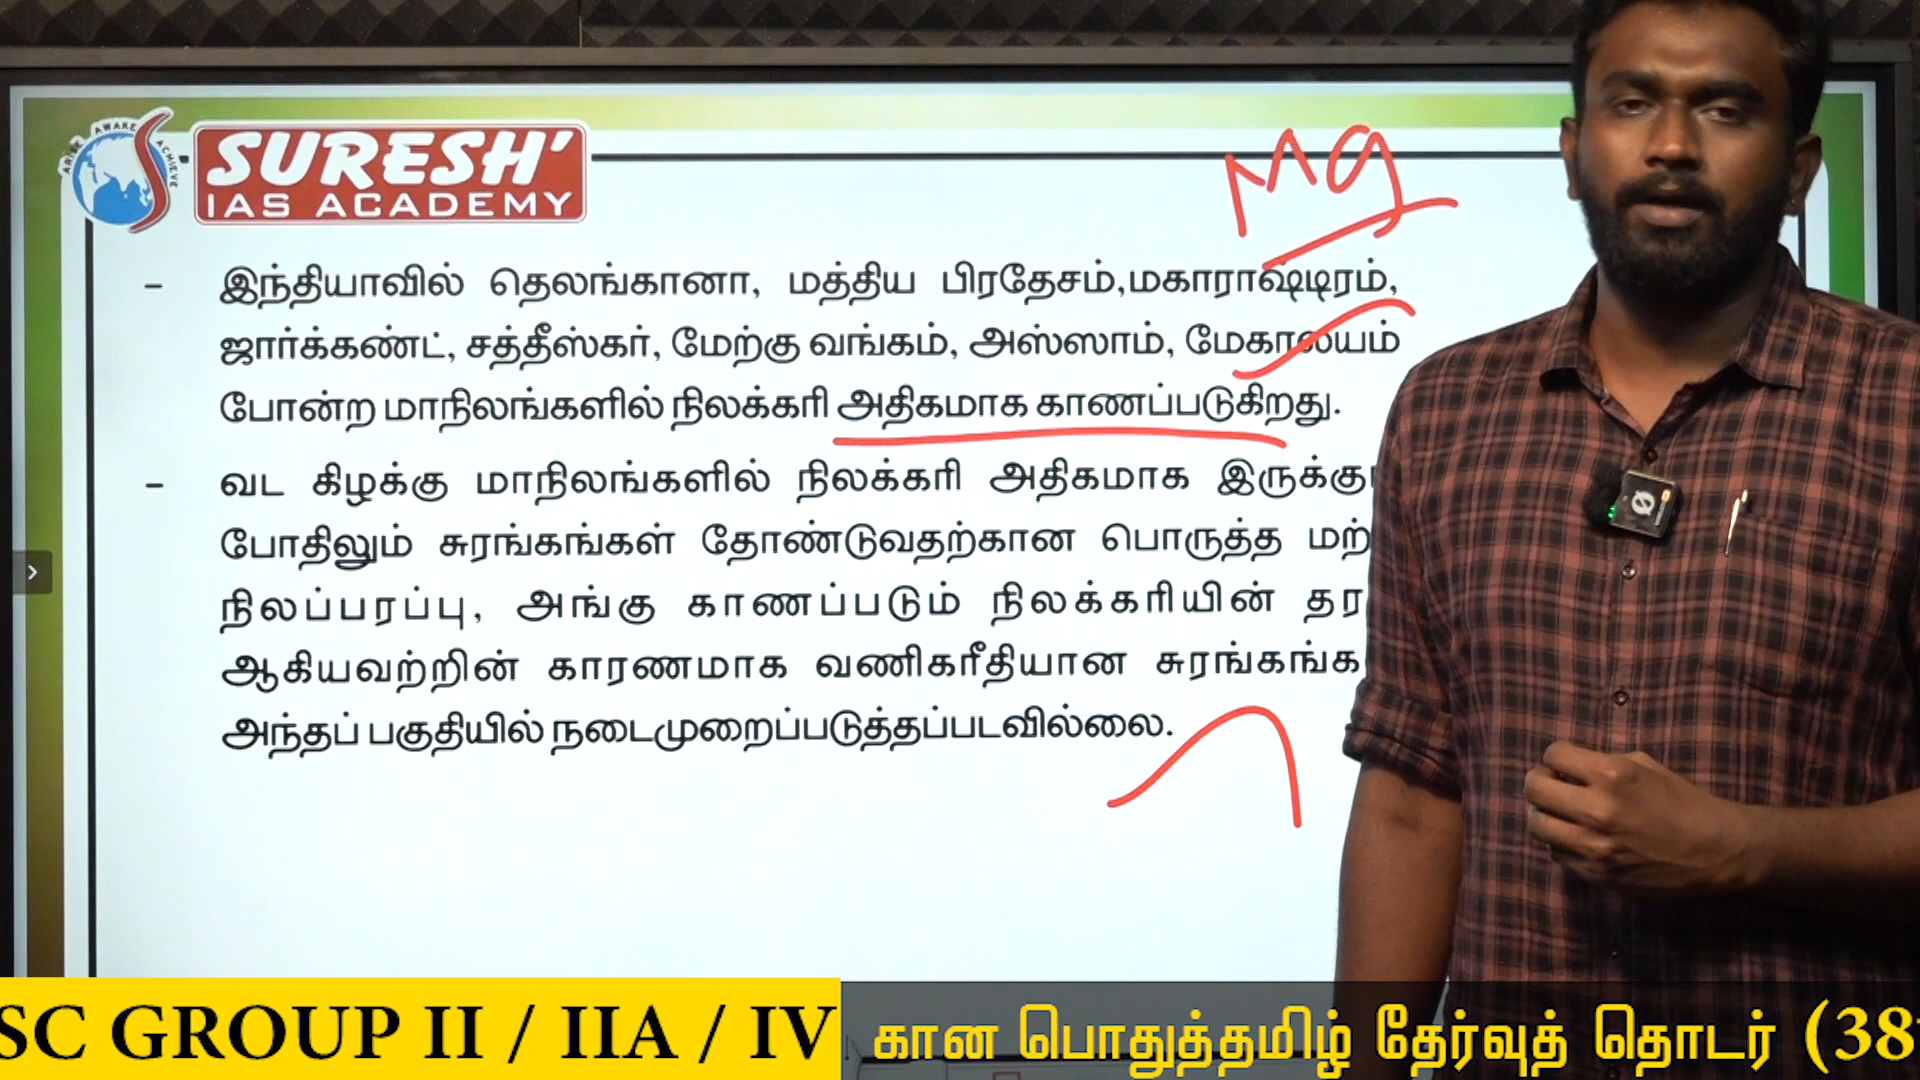 ARISE AWAKE ACHIEVE
SURESH'
IAS ACADEMY
Mg
- இந்தியாவில் தெலங்கானா, மத்திய பிரதேசம்,மகாராஷ்டிரம்,
ஜார்க்கண்ட், சத்தீஸ்கர், மேற்கு வங்கம், அஸ்ஸாம், மேகாலயம்
போன்ற மாநிலங்களில் நிலக்கரி அதிகமாக காணப்படுகிறது.
- வட கிழக்கு மாநிலங்களில் நிலக்கரி அதிகமாக
போதிலும் சுரங்கங்கள் தோண்டுவதற்கான பொருத்த
நிலப்பரப்பு, அங்கு காணப்படும் நிலக்கரியின்
ஆகியவற்றின் காரணமாக வணிகரீதியான
அந்தப் பகுதியில் நடைமுறைப்படுத்தப்படவில்லை.
SC GROUP II / IIA / IV கான பொதுத்தமிழ் தேர்வுத் தொடர் (38